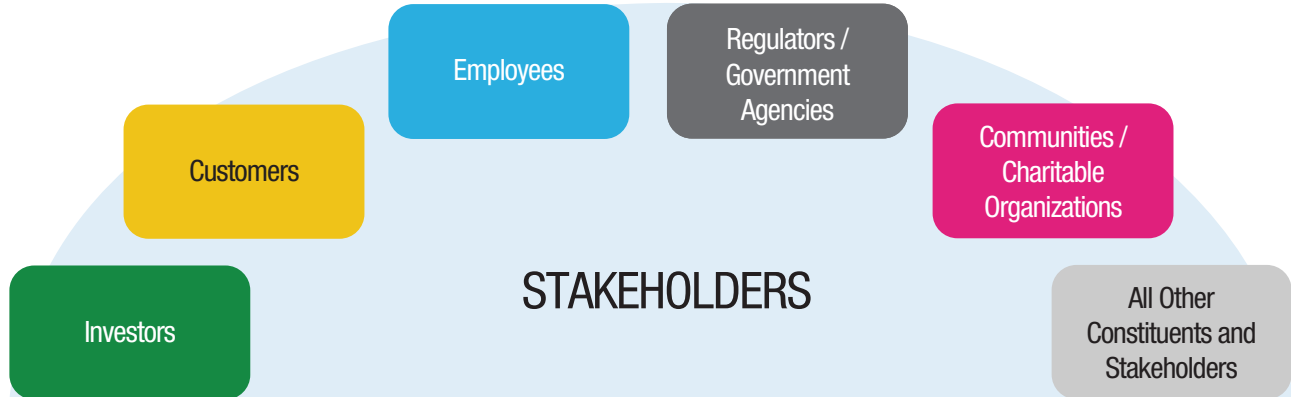 Employees
Regulators /
Government
Agencies
Customers
Communities /
Charitable
Organizations
STAKEHOLDERS
Investors
All Other
Constituents and
Stakeholders